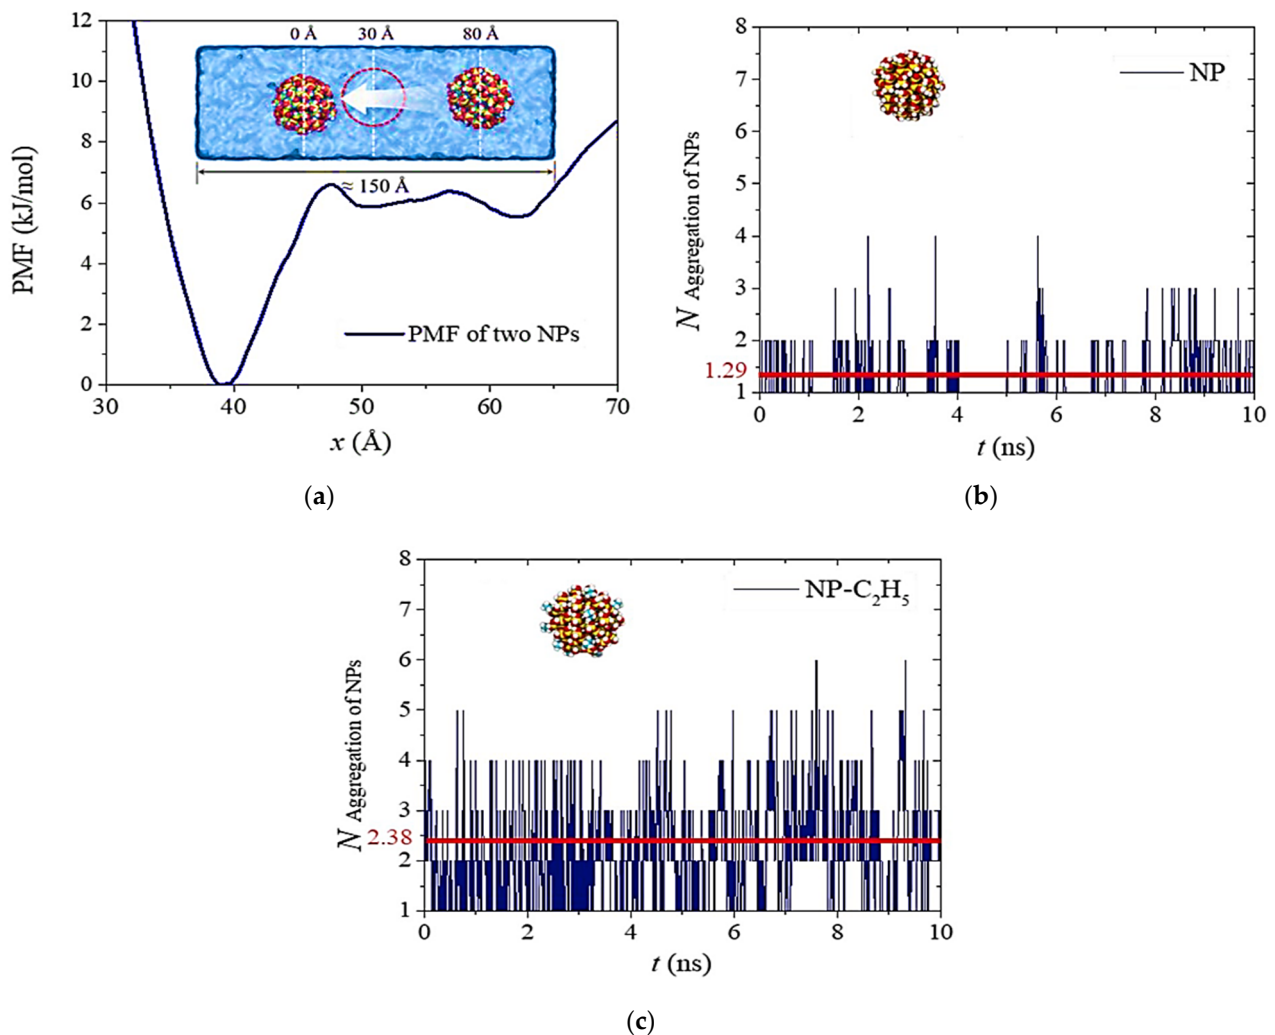 12
10
8
6
4
2
0
30
40
50
60
70
PMF (kJ/mol)
x (Å)
0 Å
30 Å
80 Å
≈ 150 Å
PMF of two NPs
(a)
8
7
6
5
4
3
2
1.29
1
0
2
4
6
8
10
N Aggregation of NPs
t (ns)
NP
(b)
8
7
6
5
4
3
2.38
2
1
0
2
4
6
8
10
N Aggregation of NPs
t (ns)
NP-C₂H₅
(c)